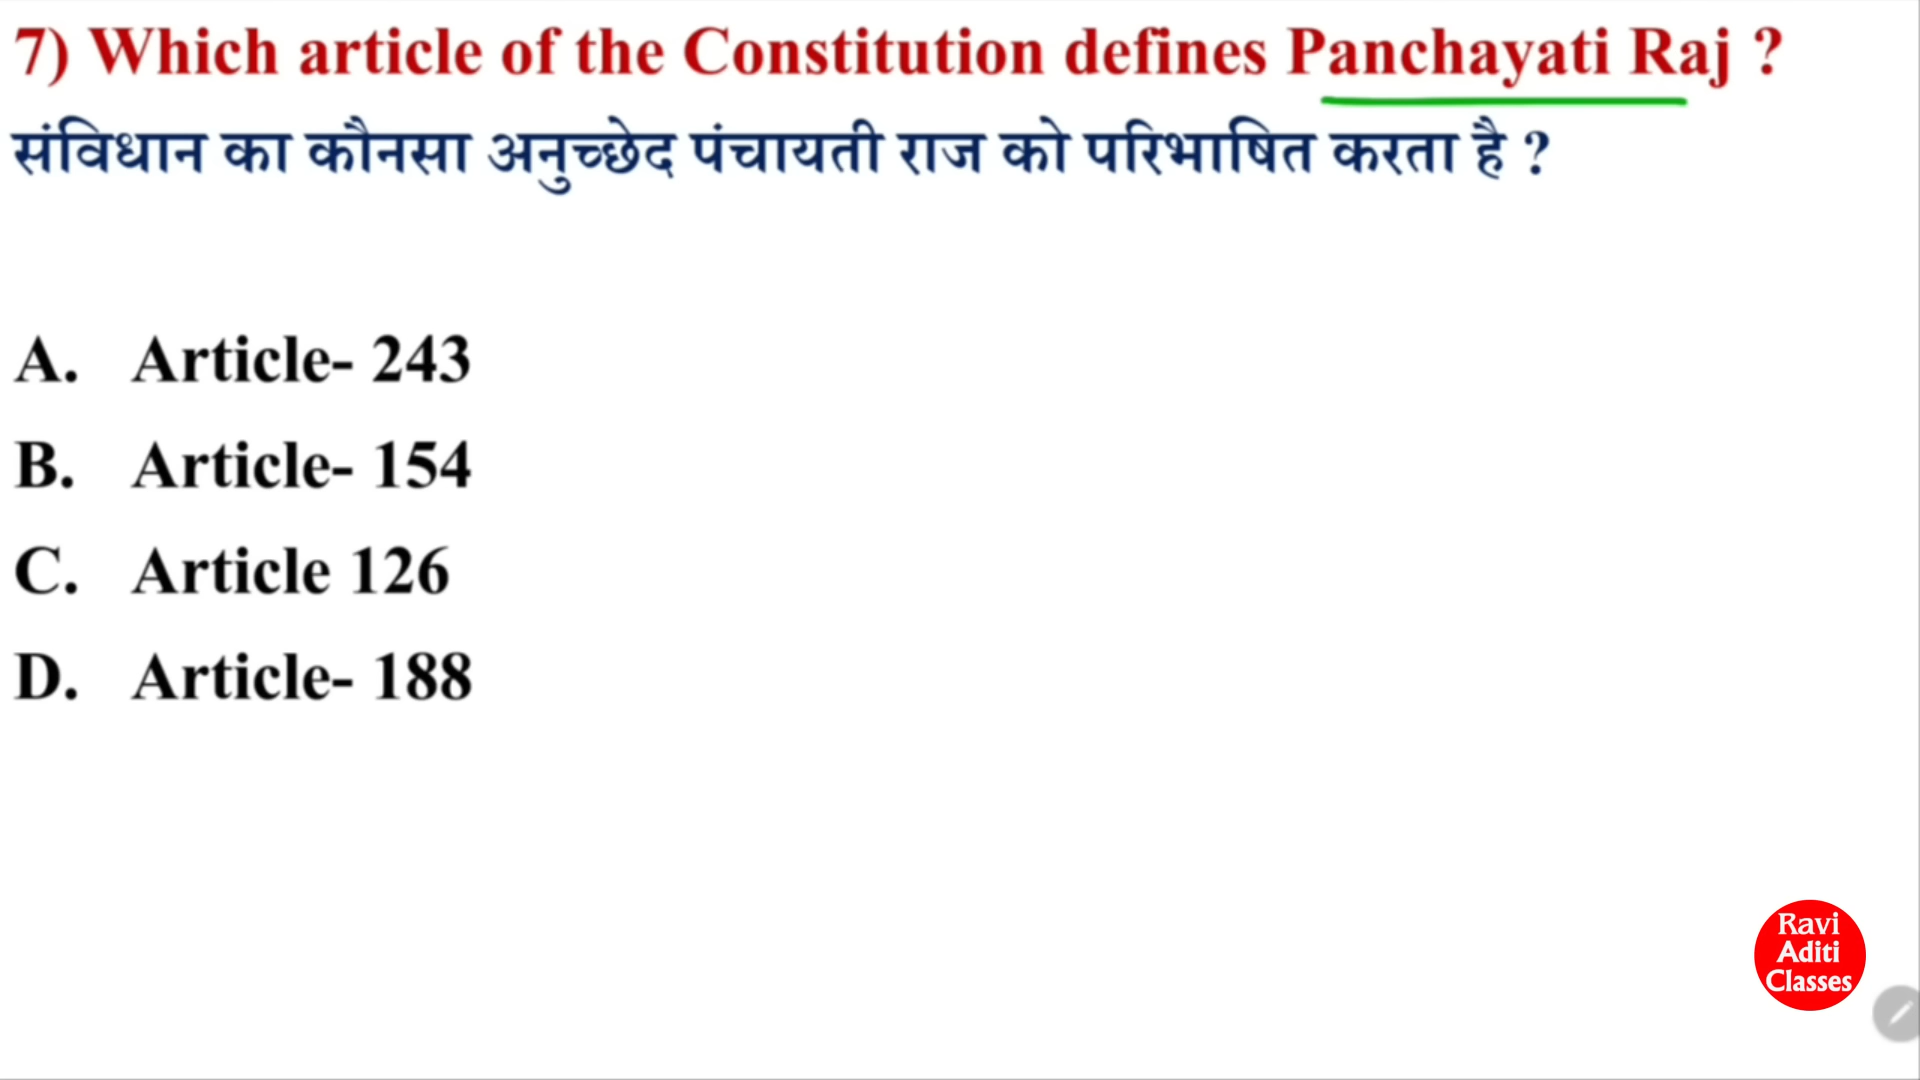 7) Which article of the Constitution defines Panchayati Raj ?
संविधान का कौनसा अनुच्छेद पंचायती राज को परिभाषित करता है ?
A. Article- 243
B. Article- 154
C. Article 126
D. Article- 188
Ravi
Aditi
Classes